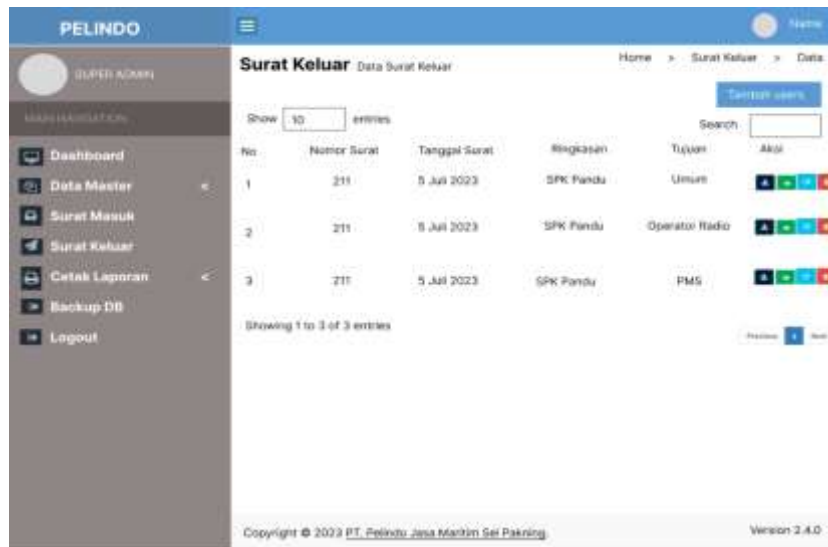 PELINDO
Name
SUPER ADMIN
MAIN NAVIGATION
Dashboard
Data Master <
Surat Masuk
Surat Keluar
Cetak Laporan <
Backup DB
Logout
Surat Keluar Data Surat Keluar
Home > Surat Keluar > Data
Tambah users
Show 10 entries
Search
No Nomor Surat Tanggal Surat Ringkasan Tujuan Aksi
1 211 5 Juli 2023 SPK Pandu Umum
2 211 5 Juli 2023 SPK Pandu Operator Radio
3 211 5 Juli 2023 SPK Pandu PMS
Showing 1 to 3 of 3 entries
Previous 1 Next
Copyright © 2023 PT. Pelindo Jasa Maritim Sei Pakning.
Version 2.4.0